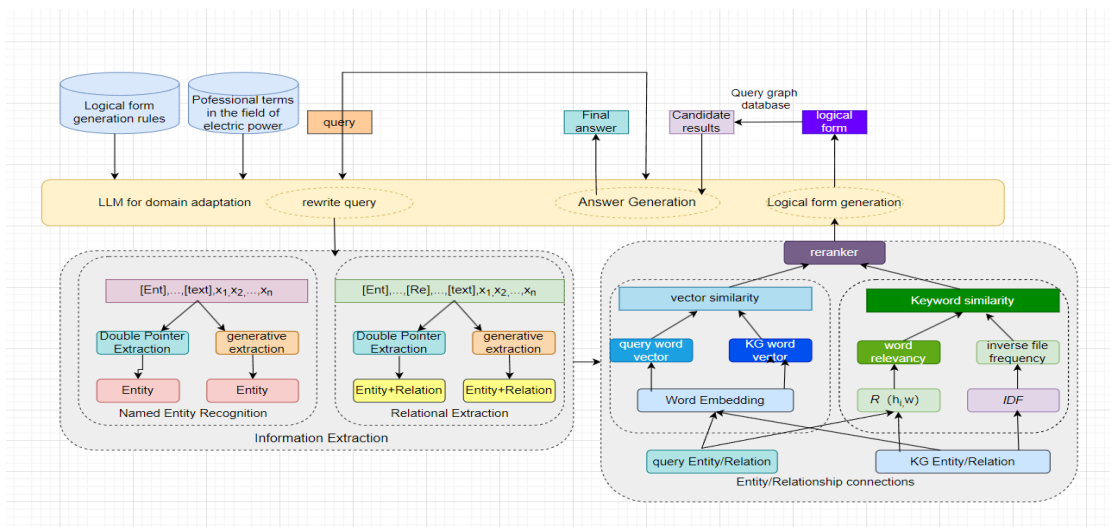 Logical form
generation rules
Pofessional terms
in the field of
electric power
query
Final
answer
Candidate
results
Query graph
database
logical
form
LLM for domain adaptation
rewrite query
Answer Generation
Logical form generation
[Ent],...,[text],x1,x2,...,xn
Double Pointer
Extraction
generative
extraction
Entity
Entity
Named Entity Recognition
[Ent],...,[Re],...,[text],x1,x2,...,xn
Double Pointer
Extraction
generative
extraction
Entity+Relation
Entity+Relation
Relational Extraction
Information Extraction
reranker
vector similarity
Keyword similarity
query word
vector
KG word
vector
word
relevancy
inverse file
frequency
Word Embedding
R（hi,w）
IDF
query Entity/Relation
KG Entity/Relation
Entity/Relationship connections